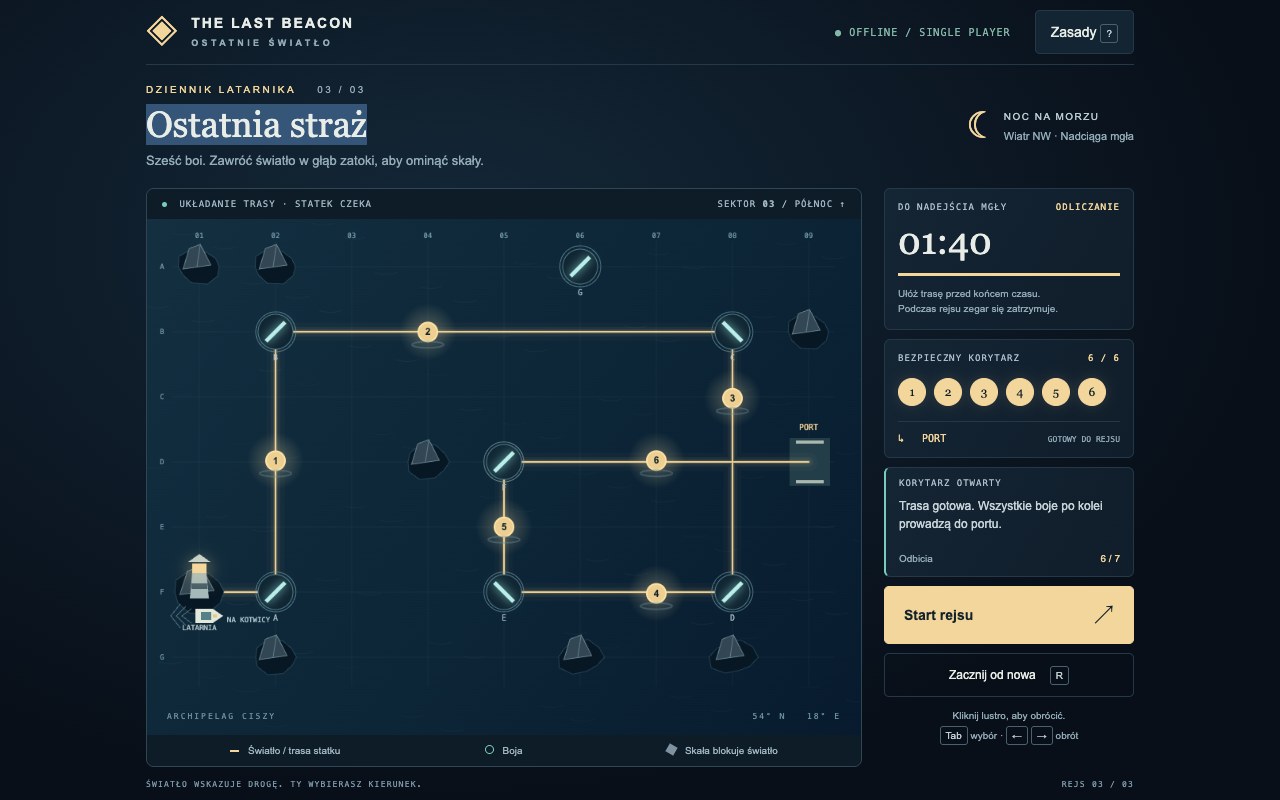 THE LAST BEACON
OSTATNIE ŚWIATŁO
OFFLINE / SINGLE PLAYER
Zasady ?
DZIENNIK LATARNIKA 03 / 03
Ostatnia straż
Sześć boi. Zawróć światło w głąb zatoki, aby ominąć skały.
NOC NA MORZU
Wiatr NW · Nadciąga mgła
UKŁADANIE TRASY · STATEK CZEKA
SEKTOR 03 / PÓŁNOC ↑
01 02 03 04 05 06 07 08 09
A
G
B
2
C
3
PORT
D
1
6
E
5
F
4
NA KOTWICY
A
E
D
LATARNIA
G
ARCHIPELAG CISZY
54° N 18° E
Światło / trasa statku
Boja
Skała blokuje światło
DO NADEJŚCIA MGŁY
ODLICZANIE
01:40
Ułóż trasę przed końcem czasu.
Podczas rejsu zegar się zatrzymuje.
BEZPIECZNY KORYTARZ
6 / 6
1 2 3 4 5 6
↳ PORT
GOTOWY DO REJSU
KORYTARZ OTWARTY
Trasa gotowa. Wszystkie boje po kolei
prowadzą do portu.
Odbicia
6 / 7
Start rejsu ↗
Zacznij od nowa R
Kliknij lustro, aby obrócić.
Tab wybór · ← → obrót
ŚWIATŁO WSKAZUJE DROGĘ. TY WYBIERASZ KIERUNEK.
REJS 03 / 03